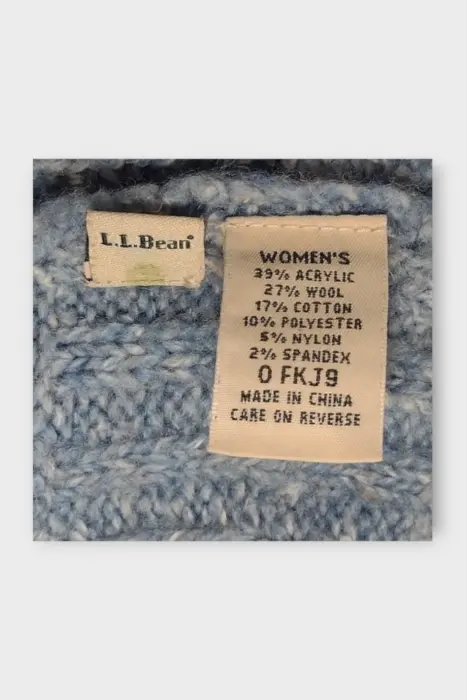 L.L.Bean®
WOMEN'S
39% ACRYLIC
27% WOOL
17% COTTON
10% POLYESTER
5% NYLON
2% SPANDEX
0 FKJ9
MADE IN CHINA
CARE ON REVERSE